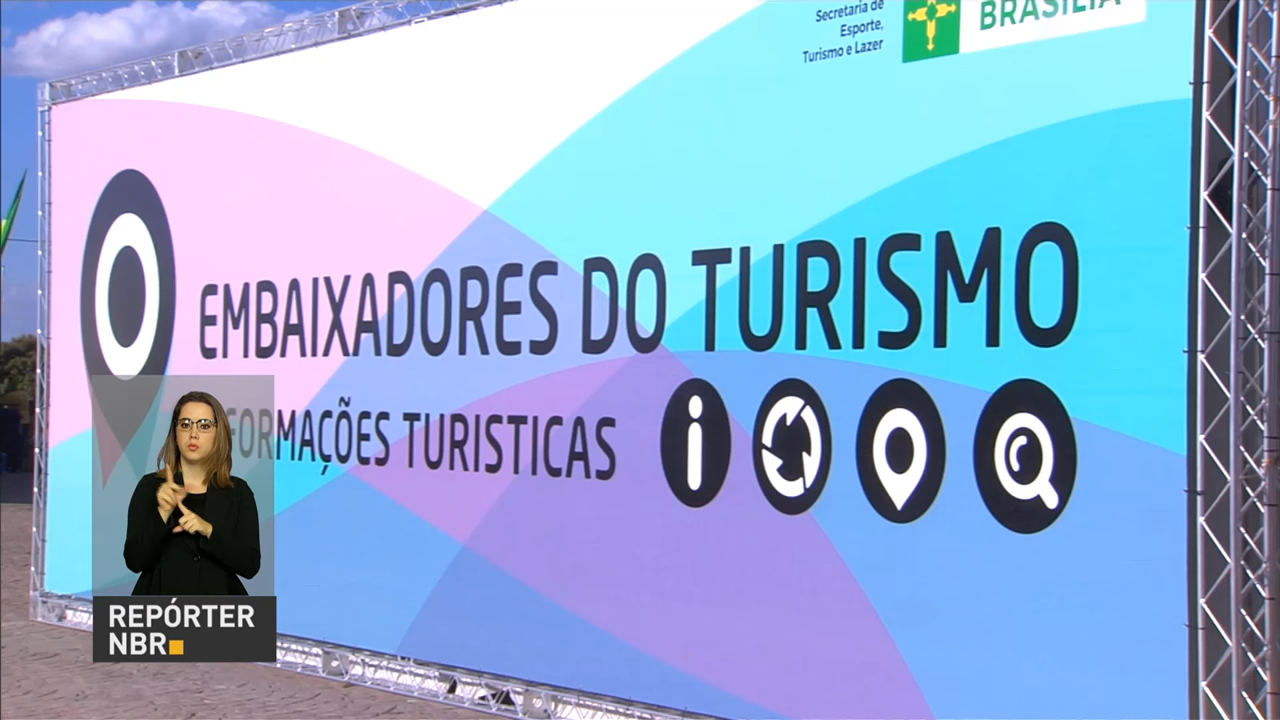 Secretaria de
Esporte,
Turismo e Lazer
BRASÍLIA
EMBAIXADORES DO TURISMO
FORMAÇÕES TURISTICAS
i
REPÓRTER
NBR